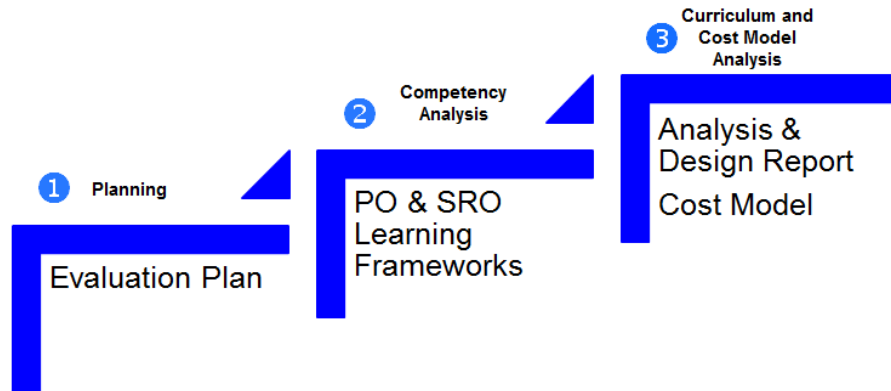 1
Planning
Evaluation Plan
2
Competency
Analysis
PO & SRO
Learning
Frameworks
3
Curriculum and
Cost Model
Analysis
Analysis &
Design Report
Cost Model